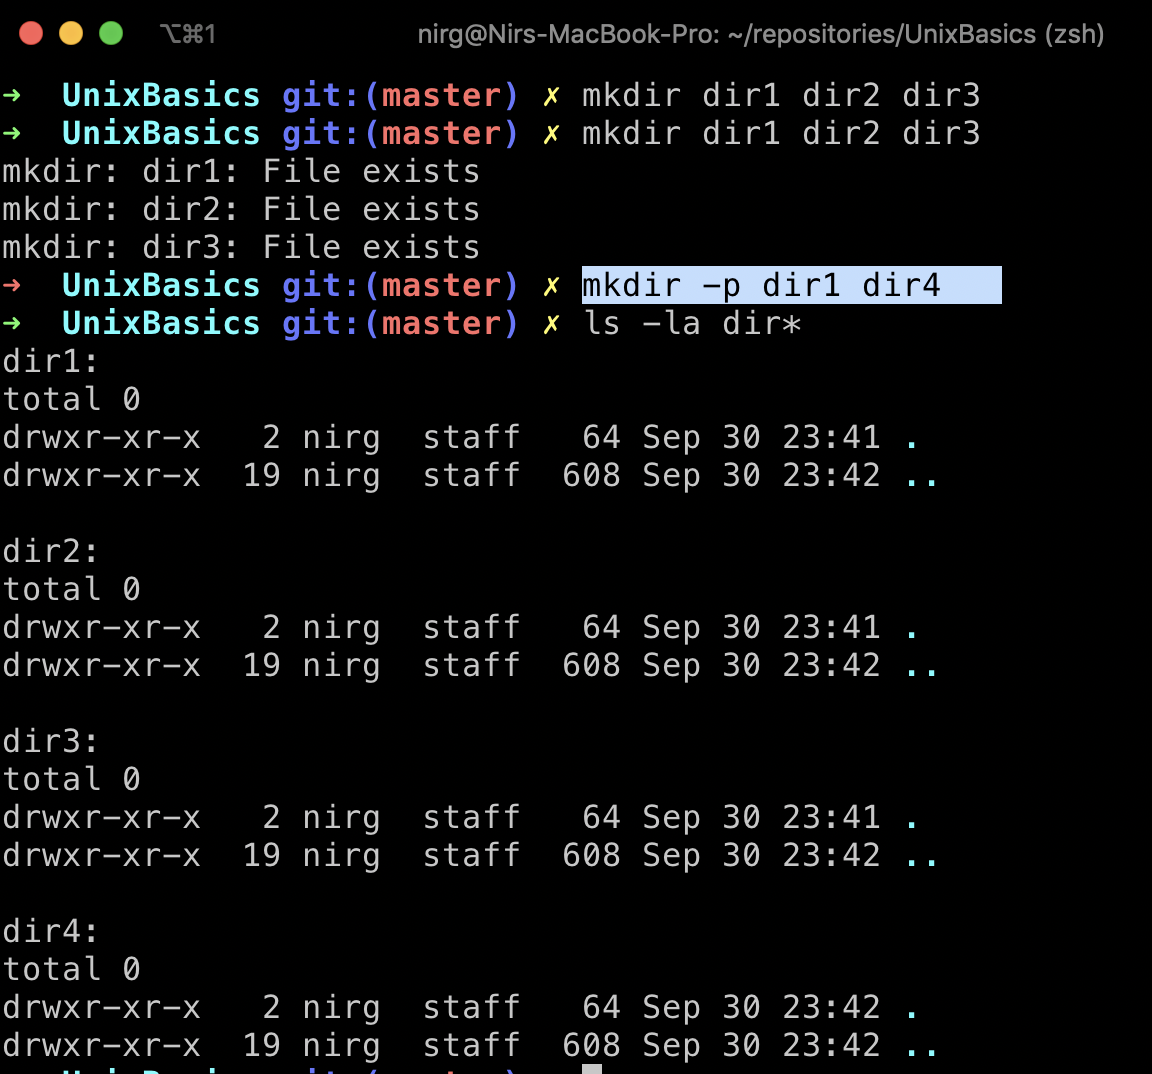 ⌥⌘1 nirg@Nirs-MacBook-Pro: ~/repositories/UnixBasics (zsh)
➜  UnixBasics git:(master) ✗ mkdir dir1 dir2 dir3
➜  UnixBasics git:(master) ✗ mkdir dir1 dir2 dir3
mkdir: dir1: File exists
mkdir: dir2: File exists
mkdir: dir3: File exists
➜  UnixBasics git:(master) ✗ mkdir -p dir1 dir4
➜  UnixBasics git:(master) ✗ ls -la dir*
dir1:
total 0
drwxr-xr-x   2 nirg  staff   64 Sep 30 23:41 .
drwxr-xr-x  19 nirg  staff  608 Sep 30 23:42 ..

dir2:
total 0
drwxr-xr-x   2 nirg  staff   64 Sep 30 23:41 .
drwxr-xr-x  19 nirg  staff  608 Sep 30 23:42 ..

dir3:
total 0
drwxr-xr-x   2 nirg  staff   64 Sep 30 23:41 .
drwxr-xr-x  19 nirg  staff  608 Sep 30 23:42 ..

dir4:
total 0
drwxr-xr-x   2 nirg  staff   64 Sep 30 23:42 .
drwxr-xr-x  19 nirg  staff  608 Sep 30 23:42 ..